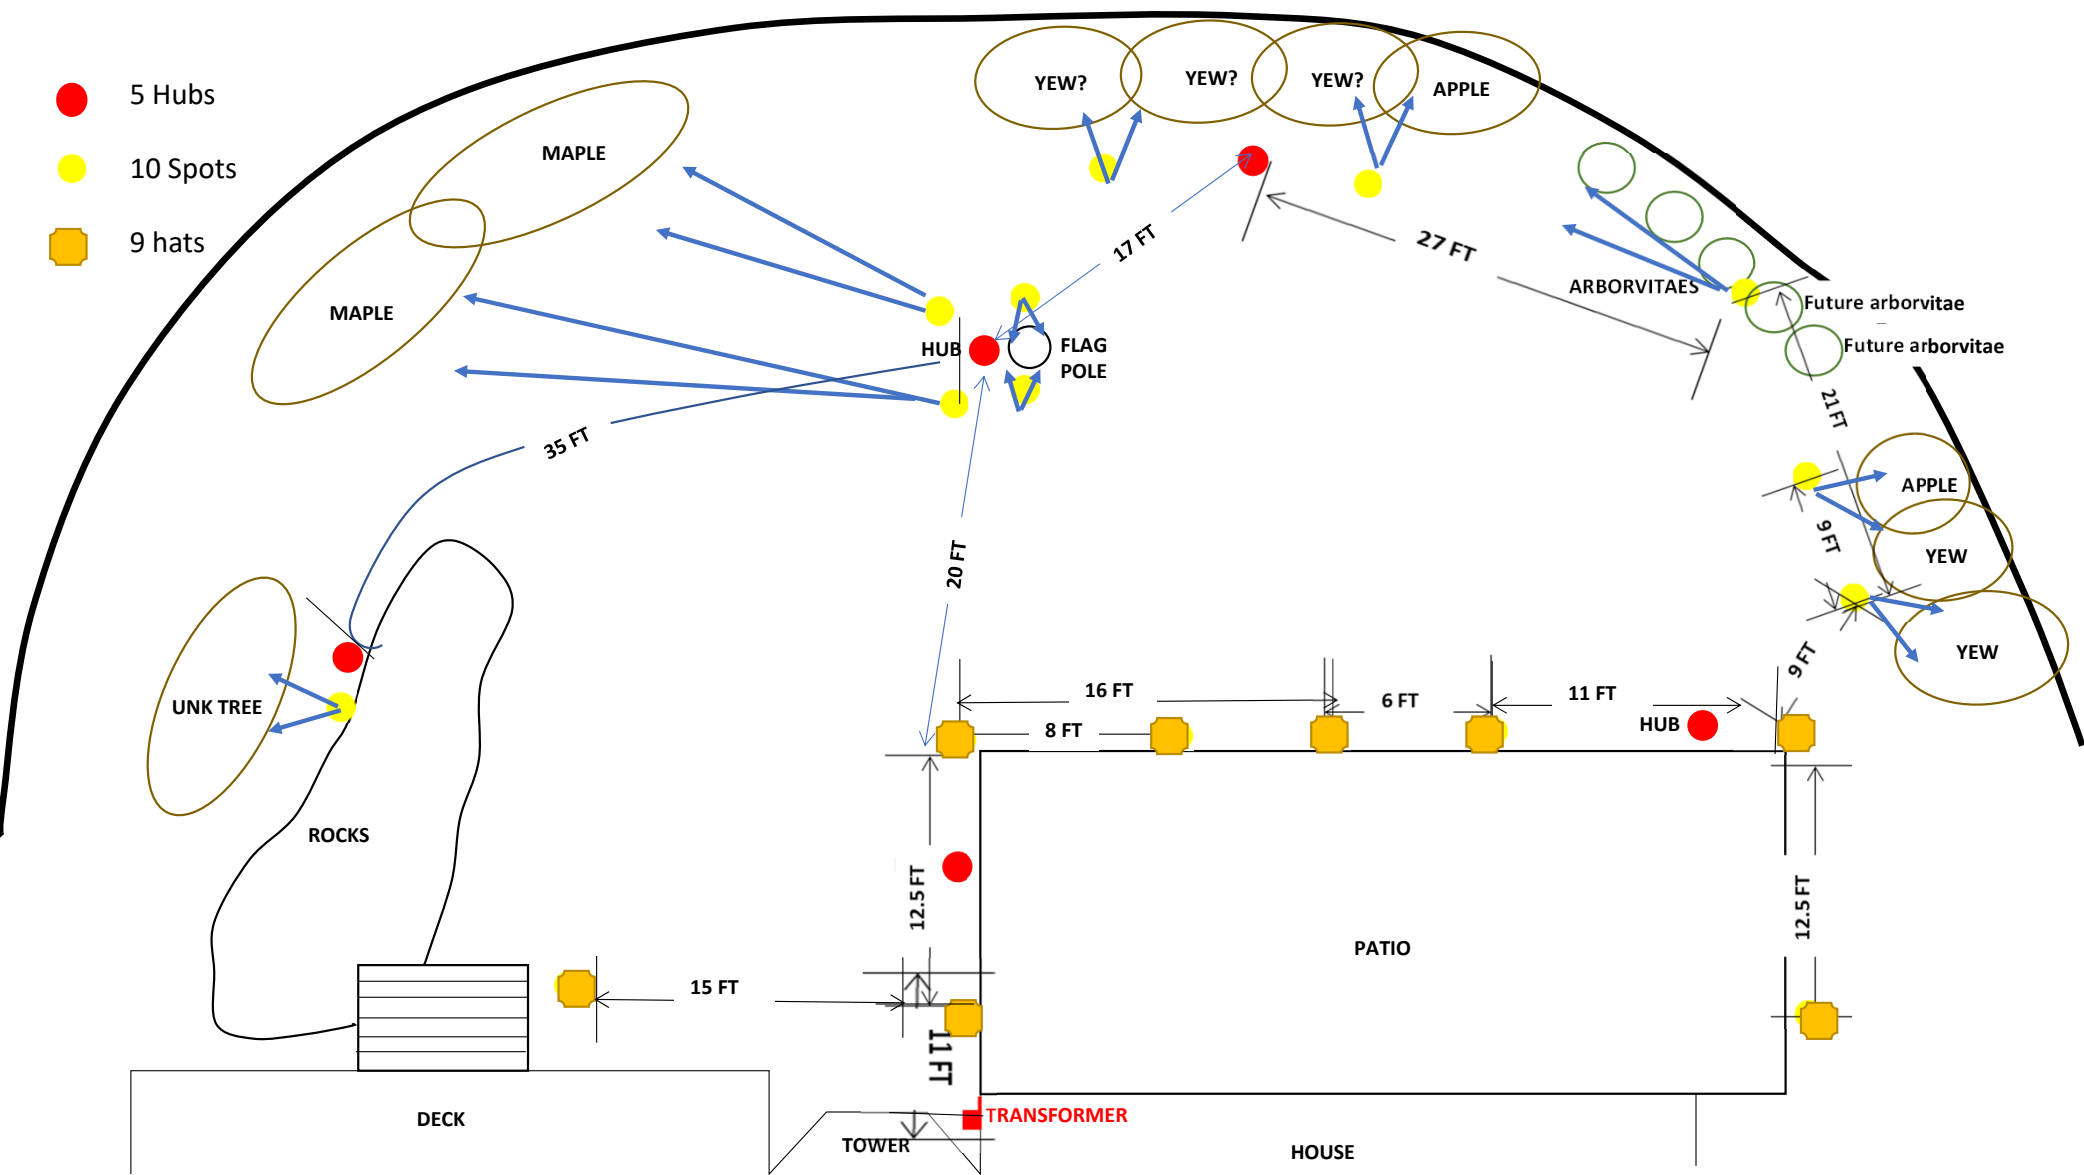 5 Hubs
10 Spots
9 hats
MAPLE
MAPLE
YEW?
YEW?
YEW?
APPLE
17 FT
27 FT
ARBORVITAES
Future arborvitae
Future arborvitae
HUB
FLAG
POLE
35 FT
21 FT
APPLE
9 FT
YEW
20 FT
YEW
9 FT
UNK TREE
16 FT
6 FT
11 FT
HUB
8 FT
ROCKS
12.5 FT
12.5 FT
PATIO
15 FT
11 FT
DECK
TRANSFORMER
TOWER
HOUSE